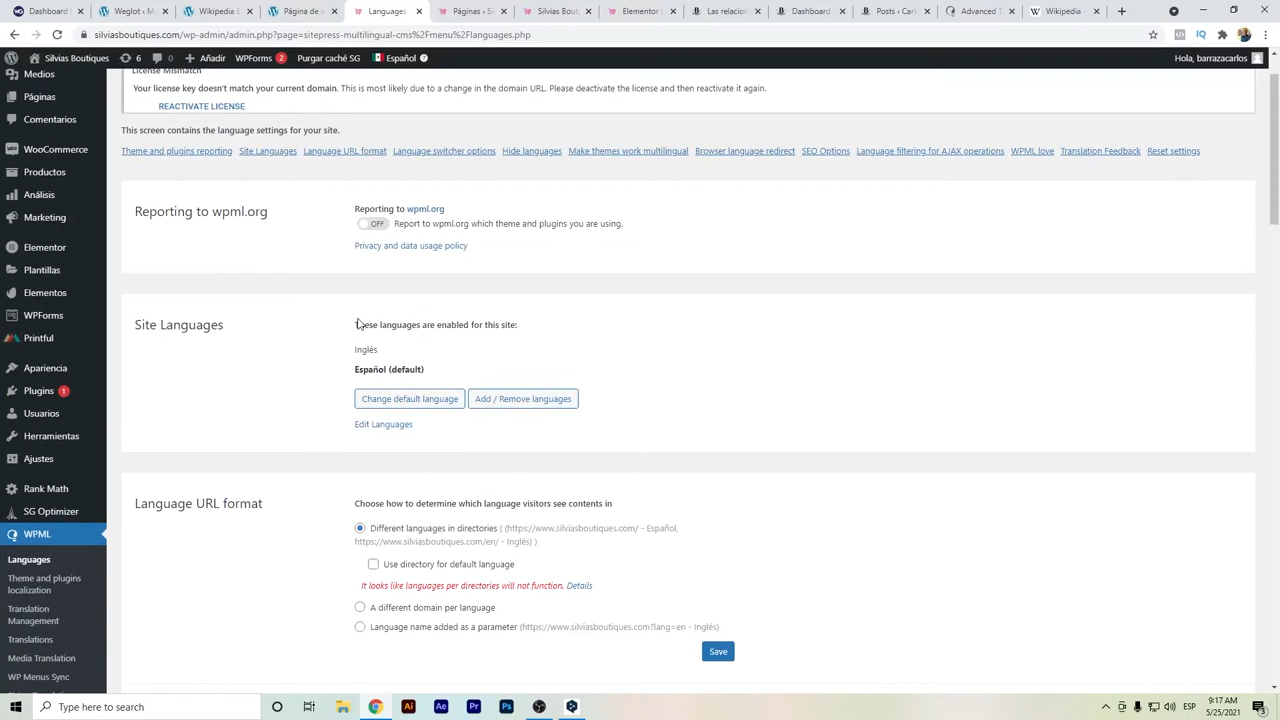 Dashboard
Weglot
Página de
Languages
Silvias Bou
Elementor
Las relacion
Dashboard
Posts ‹ Carlo
Advanced T
Wikipedia
silviasboutiques.com/wp-admin/admin.php?page=sitepress-multilingual-cms%2Fmenu%2Flanguages.php
Silvias Boutiques
6
0
Añadir
WPForms 2
Purgar caché SG
Español
Hola, barrazacarlos
Medios
Páginas
Comentarios
WooCommerce
Productos
Análisis
Marketing
Elementor
Plantillas
Elementos
WPForms
Printful
Apariencia
Plugins 1
Usuarios
Herramientas
Ajustes
Rank Math
SG Optimizer
WPML
Languages
Theme and plugins
localization
Translation
Management
Translations
Media Translation
WP Menus Sync
License Mismatch
Your license key doesn't match your current domain. This is most likely due to a change in the domain URL. Please deactivate the license and then reactivate it again.
REACTIVATE LICENSE
This screen contains the language settings for your site.
Theme and plugins reporting Site Languages Language URL format Language switcher options Hide languages Make themes work multilingual Browser language redirect SEO Options Language filtering for AJAX operations WPML love Translation Feedback Reset settings
Reporting to wpml.org
Reporting to wpml.org
OFF Report to wpml.org which theme and plugins you are using.
Privacy and data usage policy
Site Languages
These languages are enabled for this site:
Inglés
Español (default)
Change default language Add / Remove languages
Edit Languages
Language URL format
Choose how to determine which language visitors see contents in
Different languages in directories ( (https://www.silviasboutiques.com/ - Español,
https://www.silviasboutiques.com/en/ - Inglés) )
Use directory for default language
It looks like languages per directories will not function. Details
A different domain per language
Language name added as a parameter (https://www.silviasboutiques.com?lang=en - Inglés)
Save
Type here to search
Ai
Ae
Pr
Ps
ESP
9:17 AM
5/25/2021
3